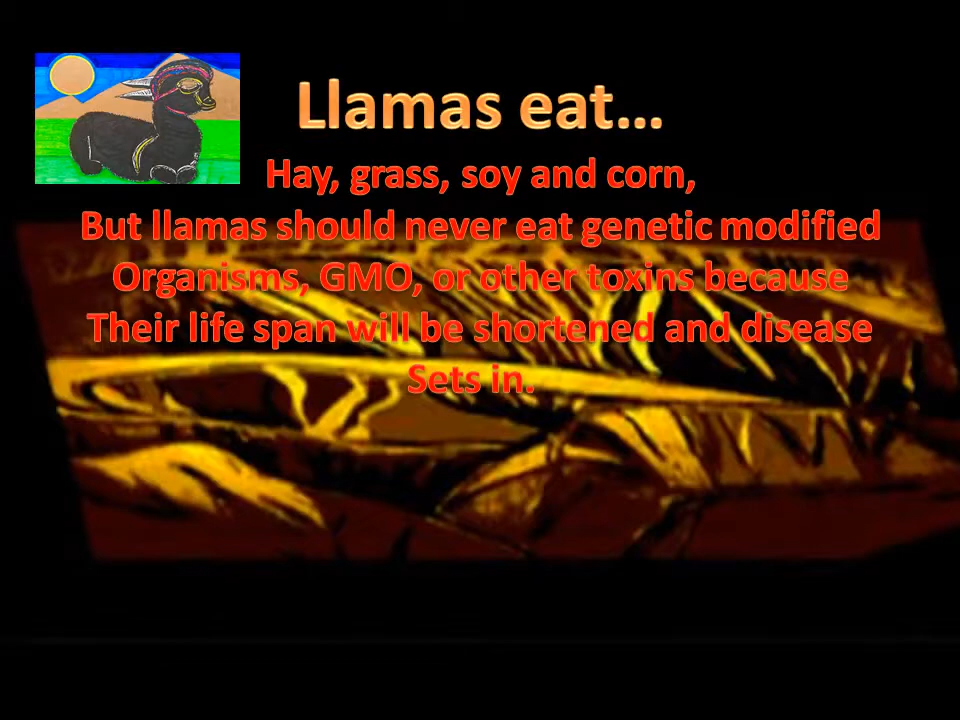 Llamas eat...
Hay, grass, soy and corn,
But llamas should never eat genetic modified
Organisms, GMO, or other toxins because
Their life span will be shortened and disease
Sets in.